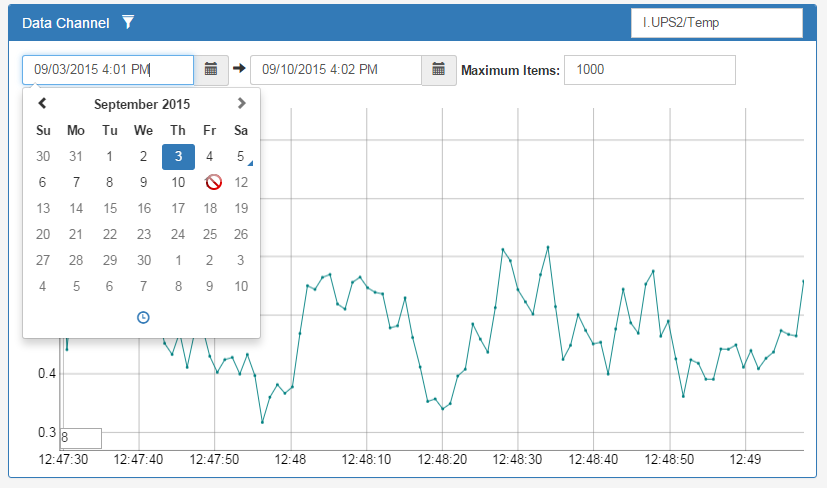 Data Channel I.UPS2/Temp
09/03/2015 4:01 PM 09/10/2015 4:02 PM Maximum Items: 1000
September 2015
Su Mo Tu We Th Fr Sa
30 31 1 2 3 4 5
6 7 8 9 10 12
13 14 15 16 17 18 19
20 21 22 23 24 25 26
27 28 29 30 1 2 3
4 5 6 7 8 9 10
0.4
0.3
8
12:47:30 12:47:40 12:47:50 12:48 12:48:10 12:48:20 12:48:30 12:48:40 12:48:50 12:49